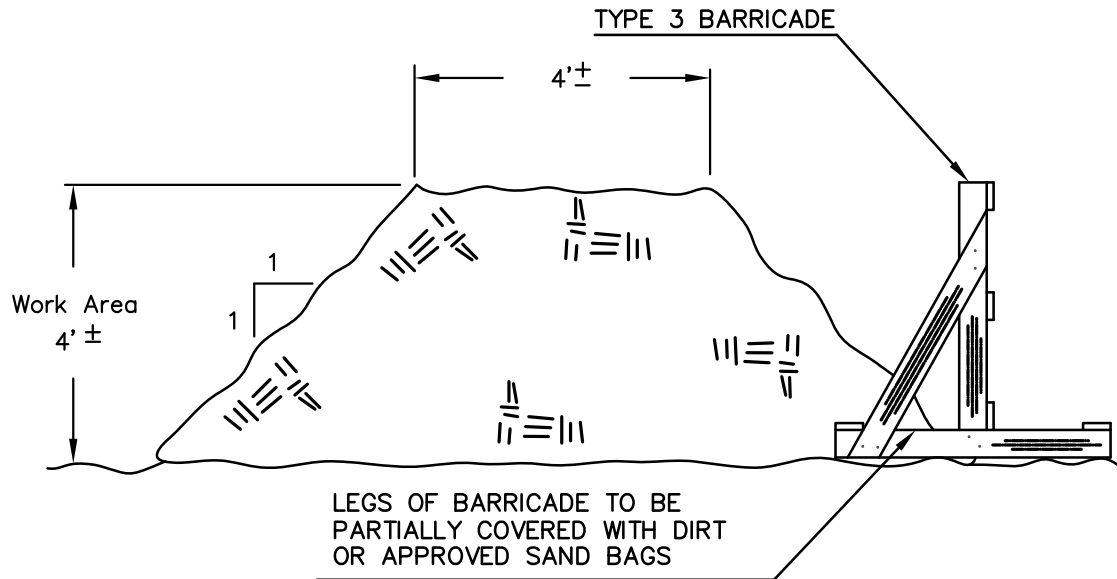 TYPE 3 BARRICADE
4'±
1
1
Work Area
4' ±
LEGS OF BARRICADE TO BE
PARTIALLY COVERED WITH DIRT
OR APPROVED SAND BAGS